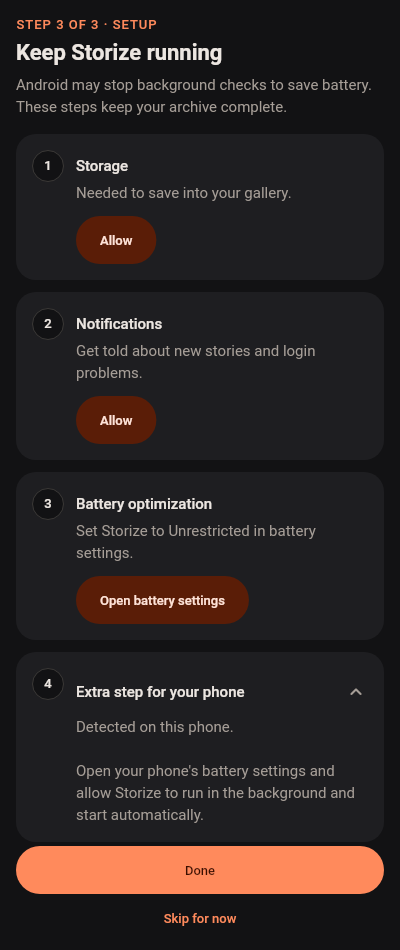 STEP 3 OF 3 · SETUP
Keep Storize running
Android may stop background checks to save battery.
These steps keep your archive complete.
1
Storage
Needed to save into your gallery.
Allow
2
Notifications
Get told about new stories and login
problems.
Allow
3
Battery optimization
Set Storize to Unrestricted in battery
settings.
Open battery settings
4
Extra step for your phone
Detected on this phone.
Open your phone's battery settings and
allow Storize to run in the background and
start automatically.
Done
Skip for now